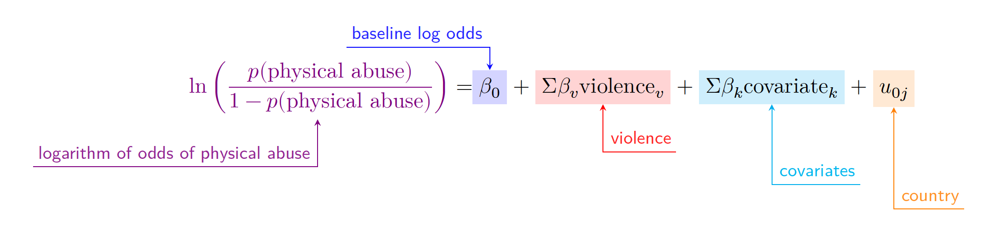 baseline log odds
ln(p(physical abuse)/1 − p(physical abuse)) = β₀ + Σβᵥviolenceᵥ + Σβₖcovariateₖ + u₀ⱼ
violence
logarithm of odds of physical abuse
covariates
country